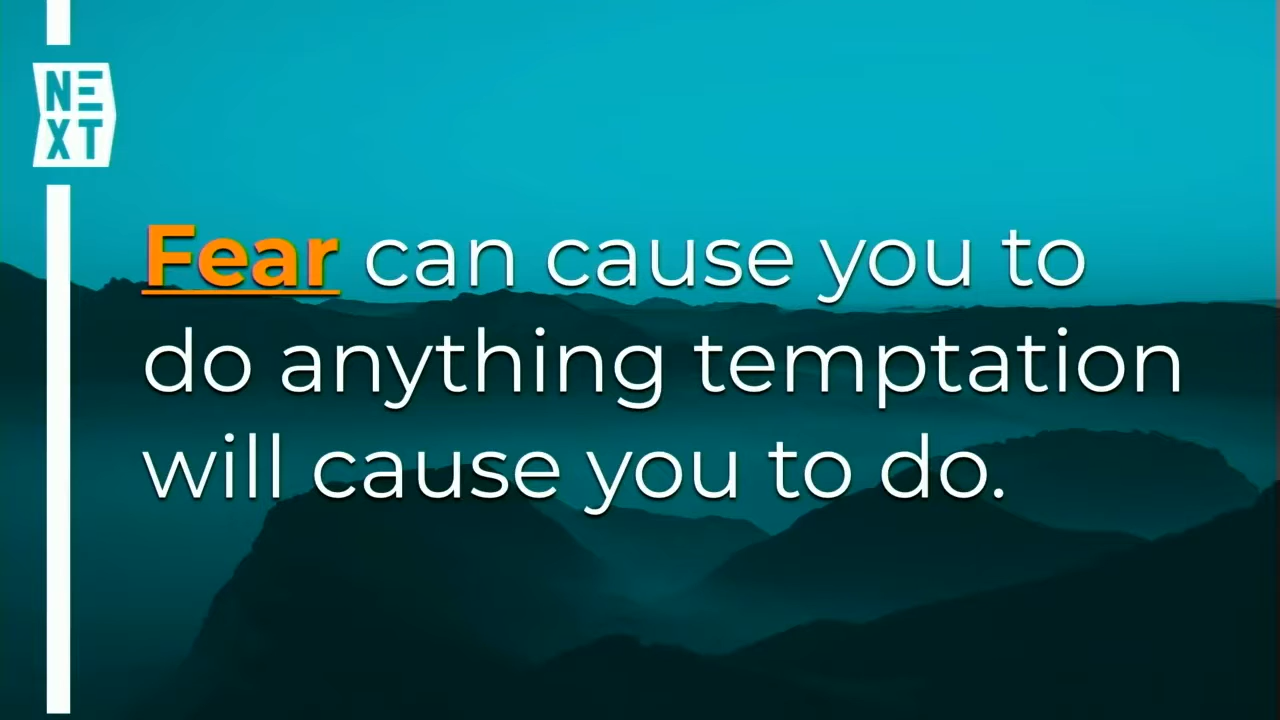 NE
XT
Fear can cause you to
do anything temptation
will cause you to do.